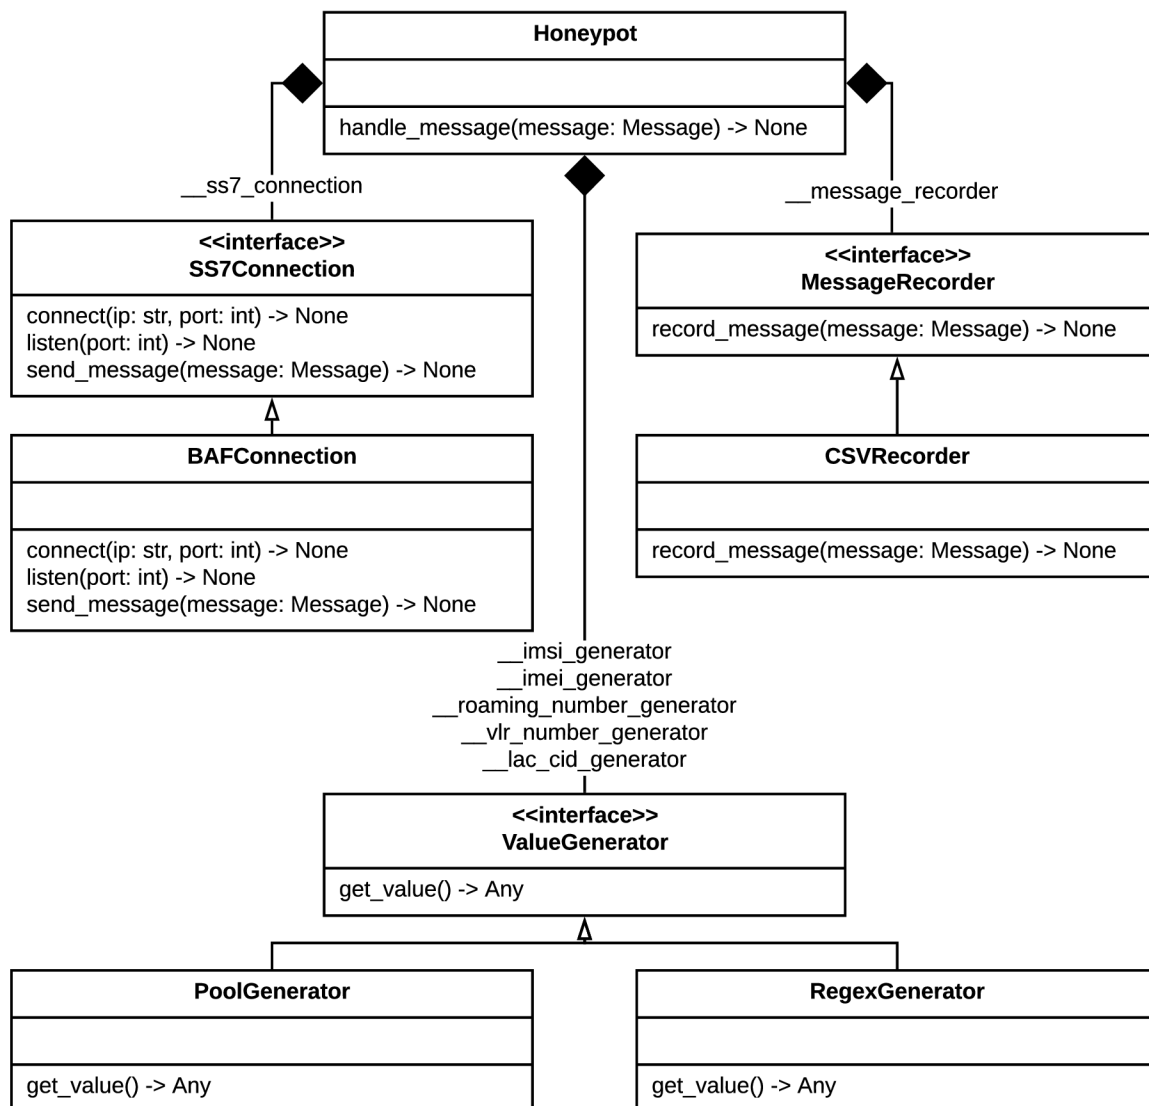 Honeypot
handle_message(message: Message) -> None
__ss7_connection
__message_recorder
<<interface>>
SS7Connection
connect(ip: str, port: int) -> None
listen(port: int) -> None
send_message(message: Message) -> None
<<interface>>
MessageRecorder
record_message(message: Message) -> None
BAFConnection
connect(ip: str, port: int) -> None
listen(port: int) -> None
send_message(message: Message) -> None
CSVRecorder
record_message(message: Message) -> None
__imsi_generator
__imei_generator
__roaming_number_generator
__vlr_number_generator
__lac_cid_generator
<<interface>>
ValueGenerator
get_value() -> Any
PoolGenerator
get_value() -> Any
RegexGenerator
get_value() -> Any